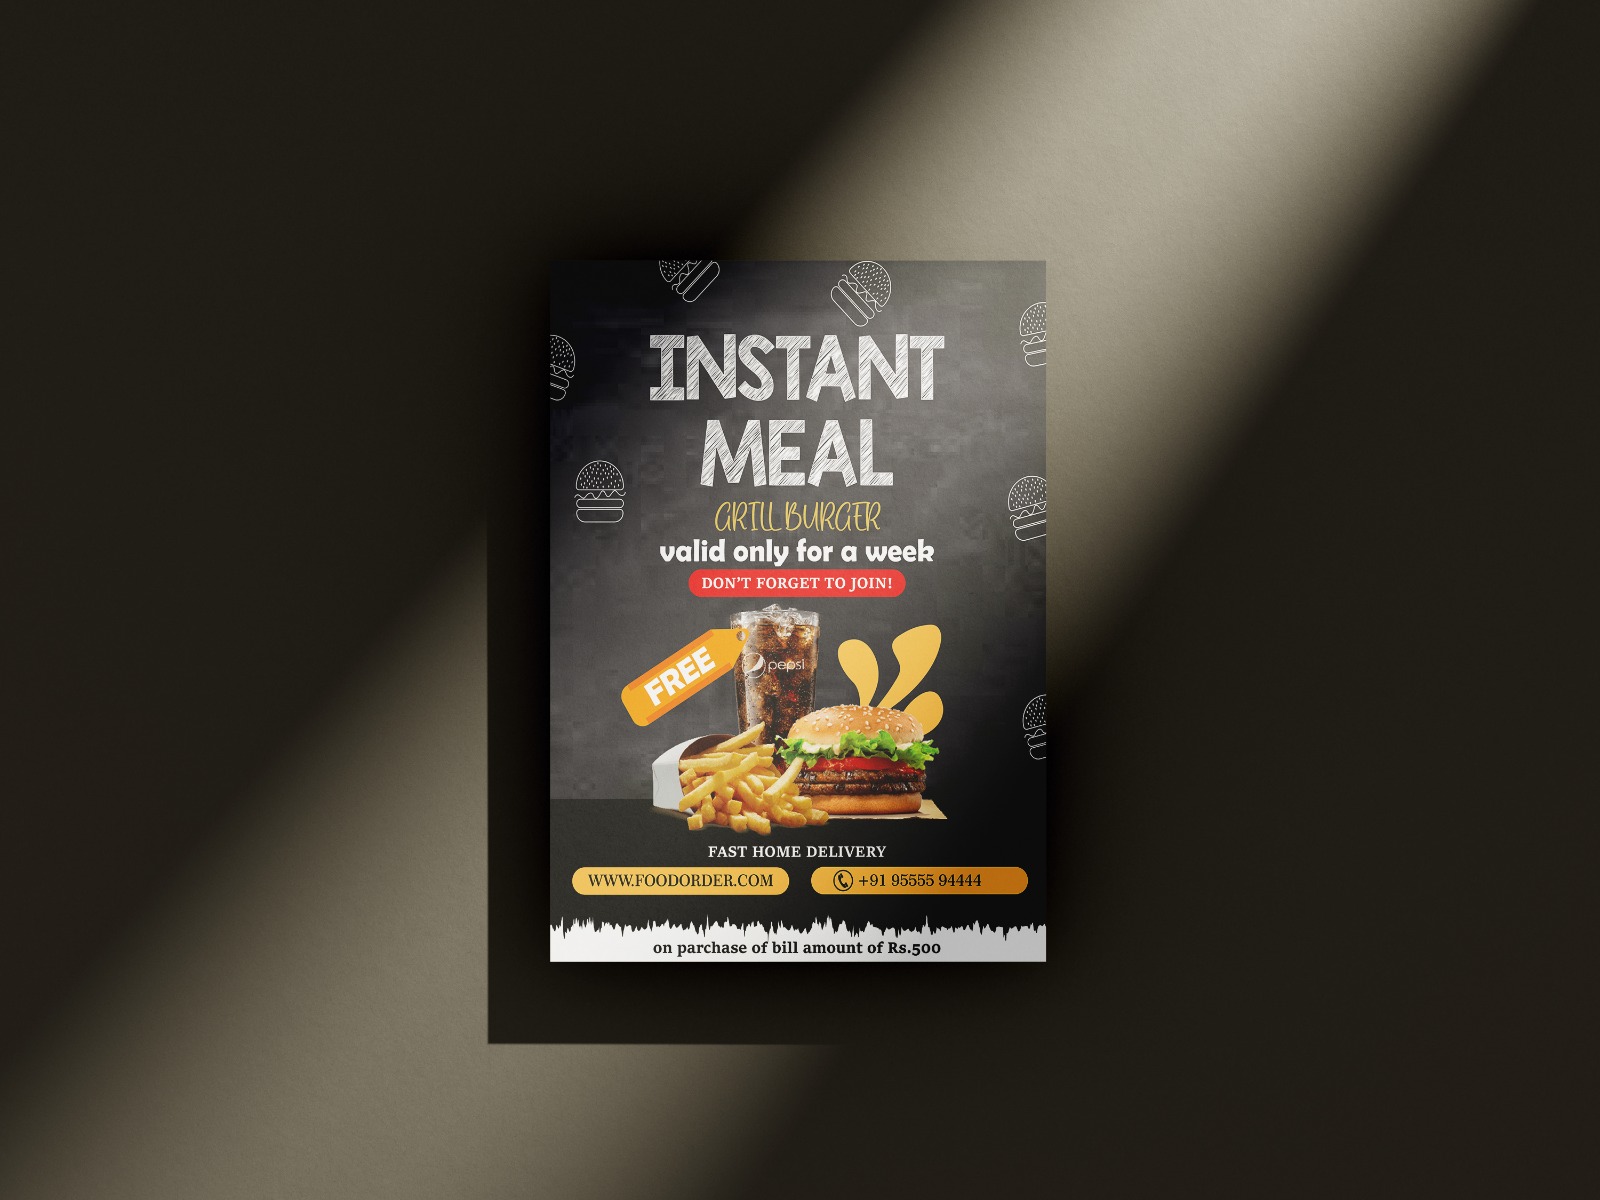 INSTANT
MEAL
GRILL BURGER
valid only for a week
DON'T FORGET TO JOIN!
FREE
pepsi
FAST HOME DELIVERY
WWW.FOODORDER.COM
+91 95555 94444
on parchase of bill amount of Rs.500